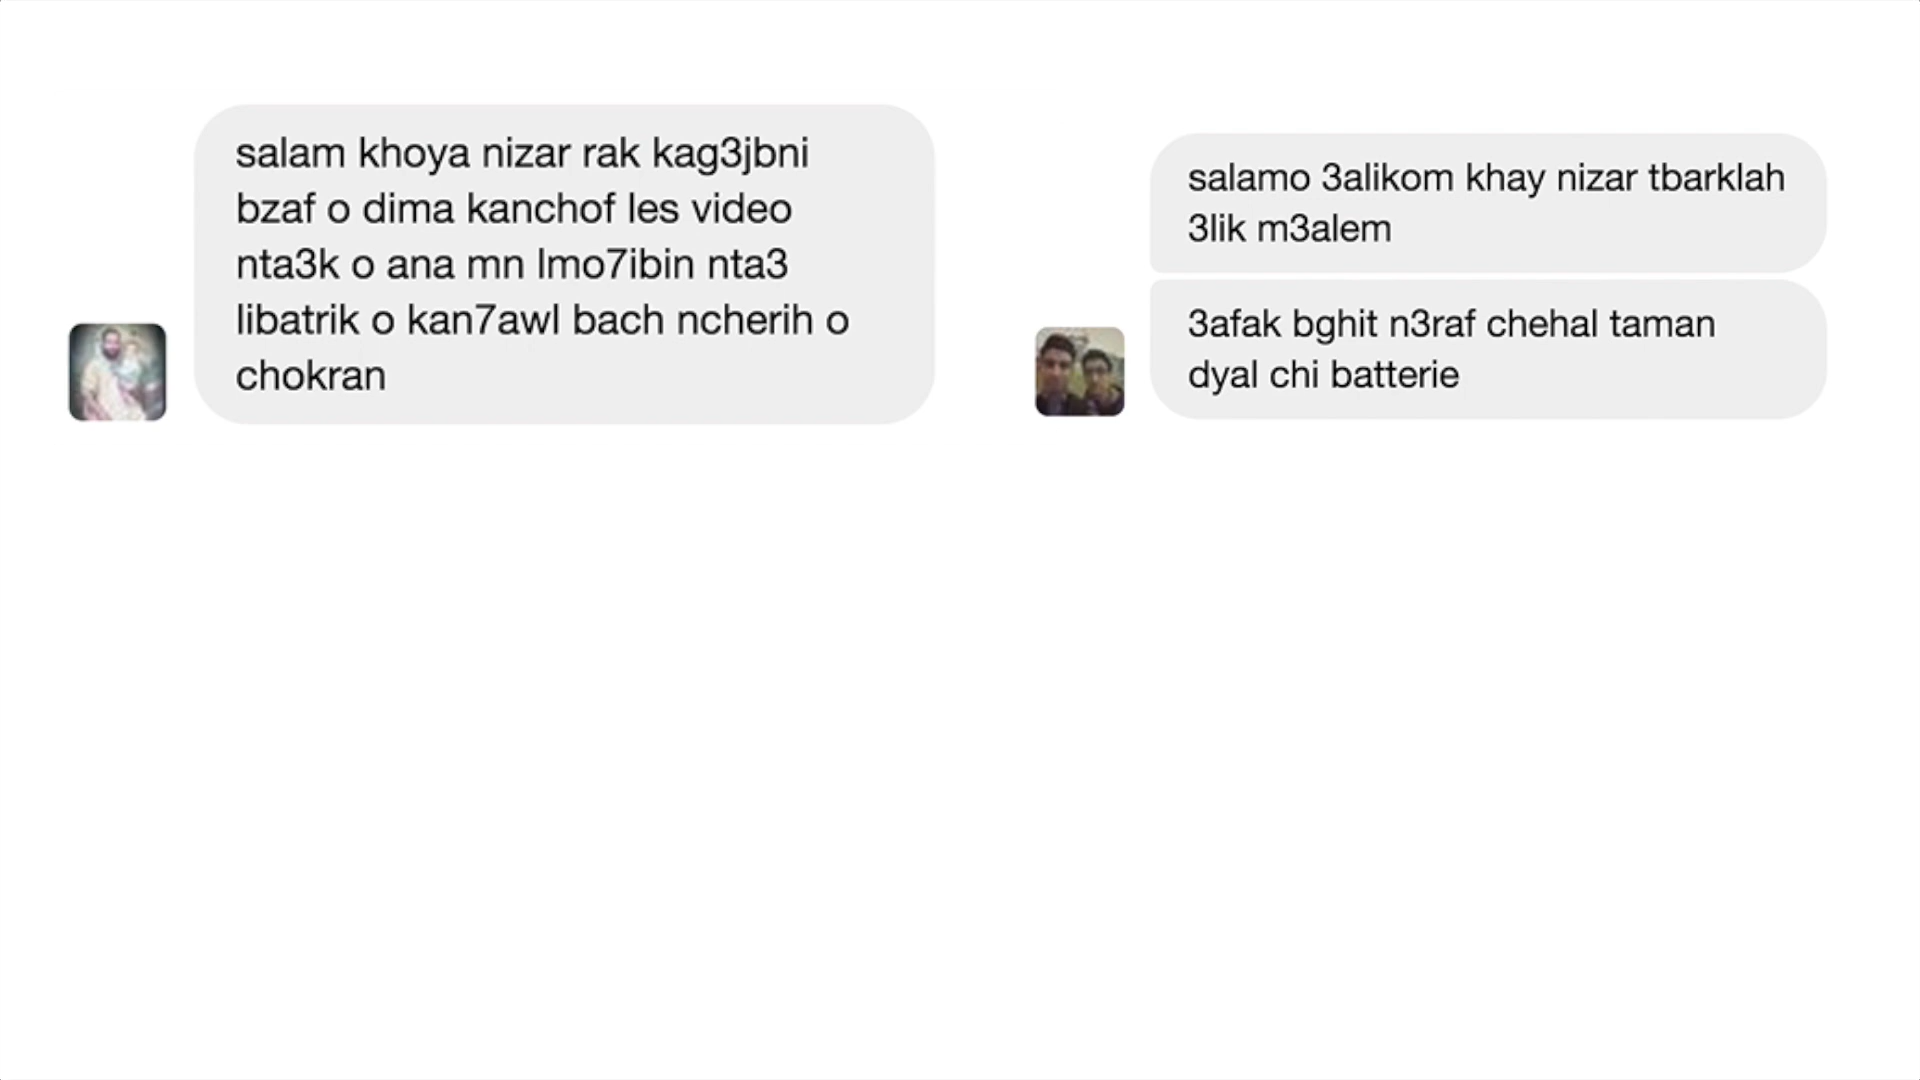 salam khoya nizar rak kag3jbni
bzaf o dima kanchof les video
nta3k o ana mn lmo7ibin nta3
libatrik o kan7awl bach ncherih o
chokran
salamo 3alikom khay nizar tbarklah
3lik m3alem
3afak bghit n3raf chehal taman
dyal chi batterie